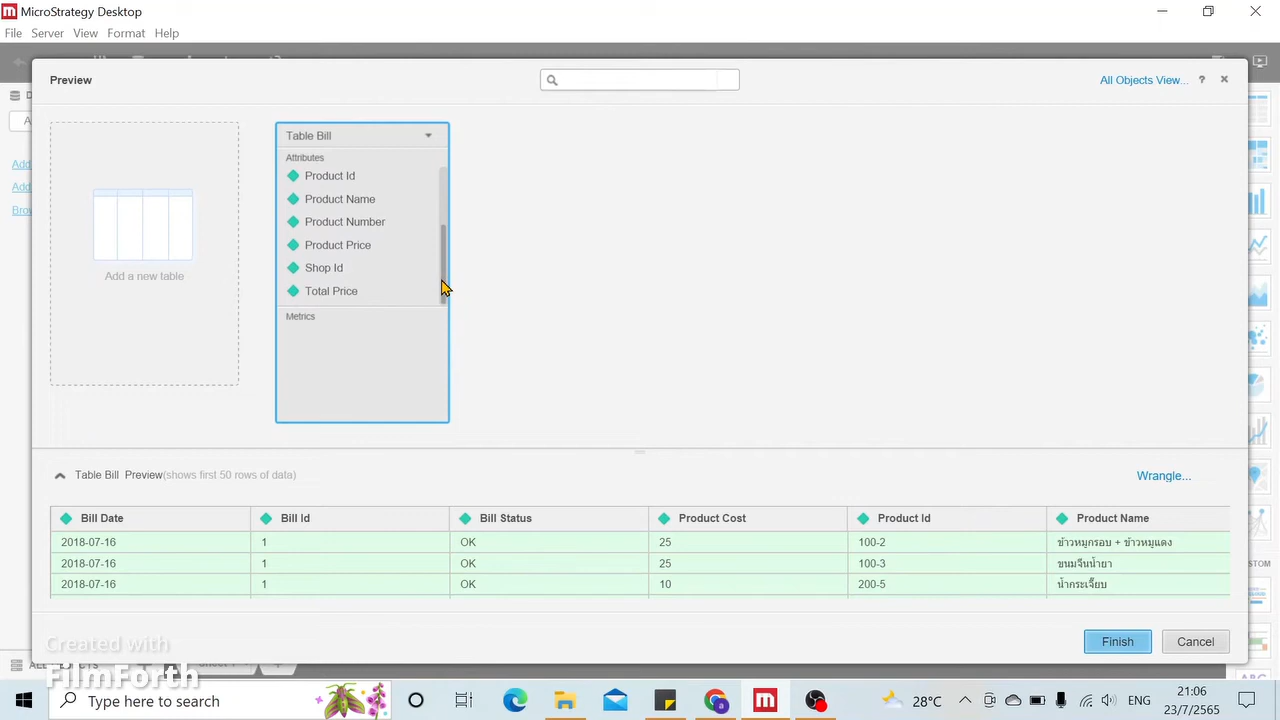 MicroStrategy Desktop
File Server View Format Help
Preview
All Objects View... ? ×
Add
Add
Brow
Add a new table
Table Bill
Attributes
Product Id
Product Name
Product Number
Product Price
Shop Id
Total Price
Metrics
Table Bill Preview(shows first 50 rows of data)
Wrangle...
Bill Date Bill Id Bill Status Product Cost Product Id Product Name
2018-07-16 1 OK 25 100-2 ข้าวหมูกรอบ + ข้าวหมูแดง
2018-07-16 1 OK 25 100-3 ขนมจีนน้ำยา
2018-07-16 1 OK 10 200-5 น้ำกระเจี๊ยบ
Finish Cancel
Created with
FilmForth
Type here to search
28°C
ENG
21:06
23/7/2565